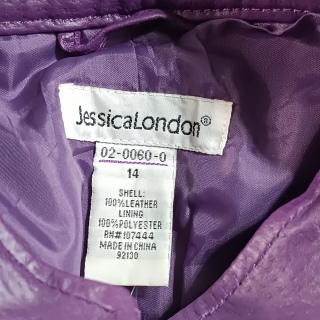 JessicaLondon®
02-0060-0
14
SHELL:
100%LEATHER
LINING
100%POLYESTER
RN#107444
MADE IN CHINA
92130